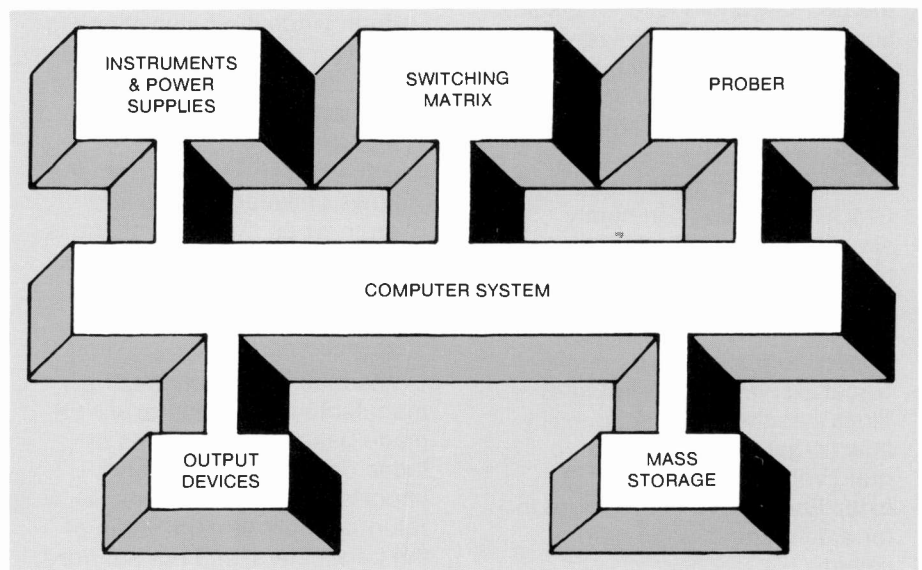 INSTRUMENTS
& POWER
SUPPLIES
SWITCHING
MATRIX
PROBER
COMPUTER SYSTEM
OUTPUT
DEVICES
MASS
STORAGE